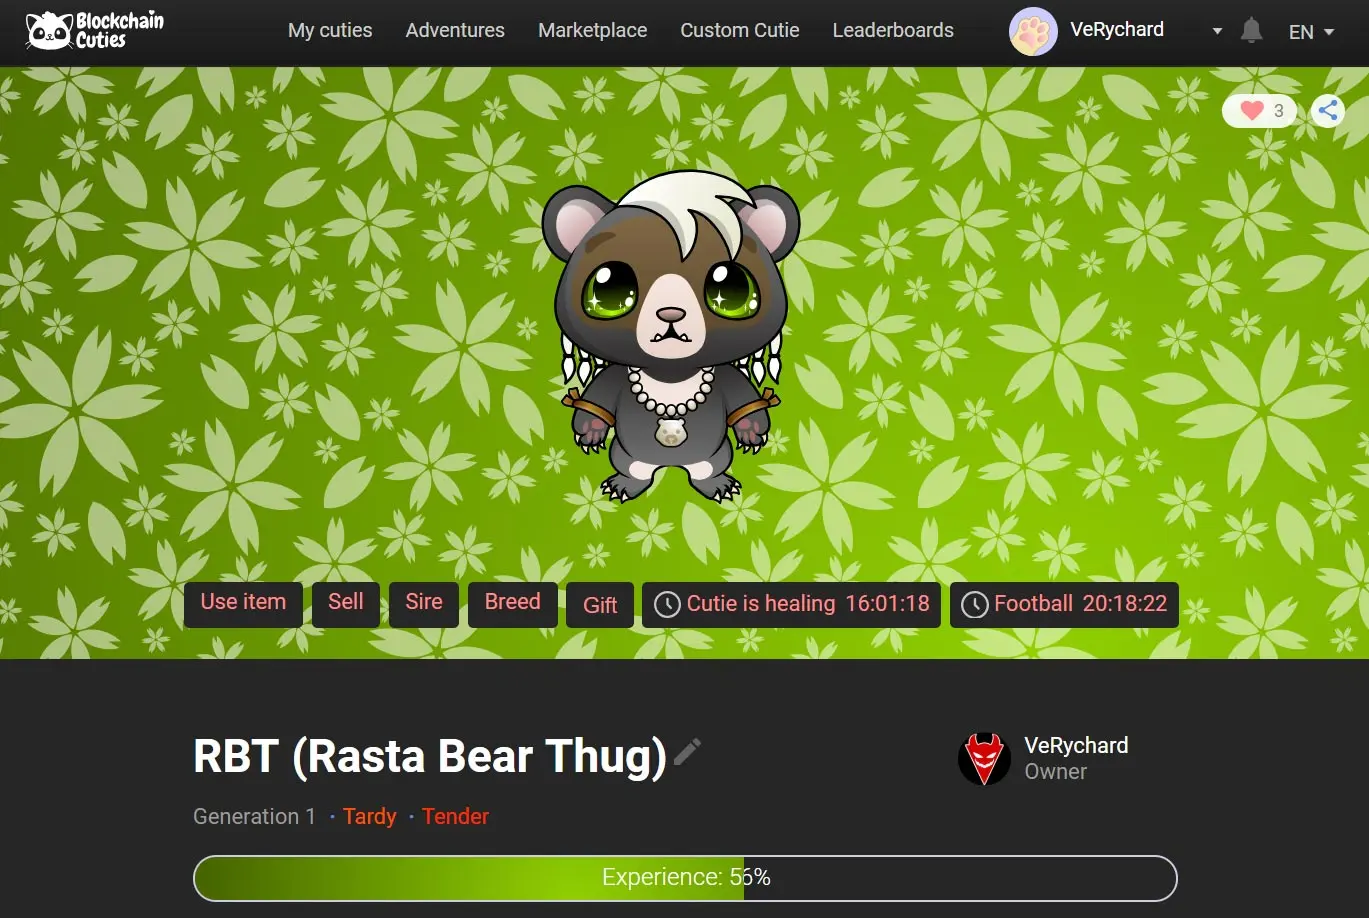 Blockchain
Cuties
My cuties Adventures Marketplace Custom Cutie Leaderboards VeRychard EN
3
Use item Sell Sire Breed Gift Cutie is healing 16:01:18 Football 20:18:22
RBT (Rasta Bear Thug)
VeRychard
Owner
Generation 1 · Tardy · Tender
Experience: 56%